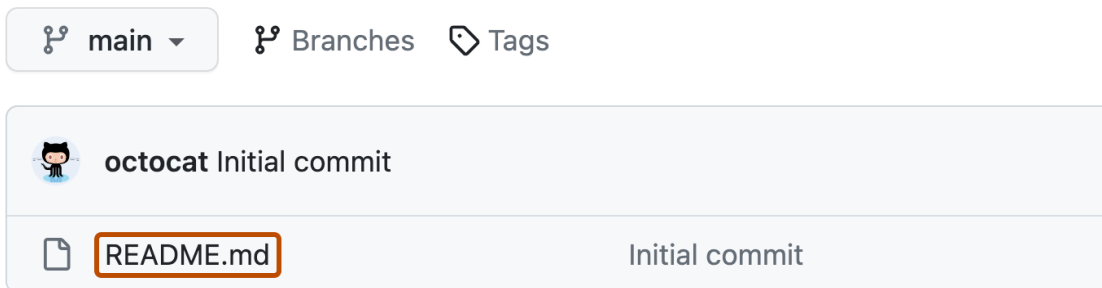 main Branches Tags
octocat Initial commit
README.md Initial commit